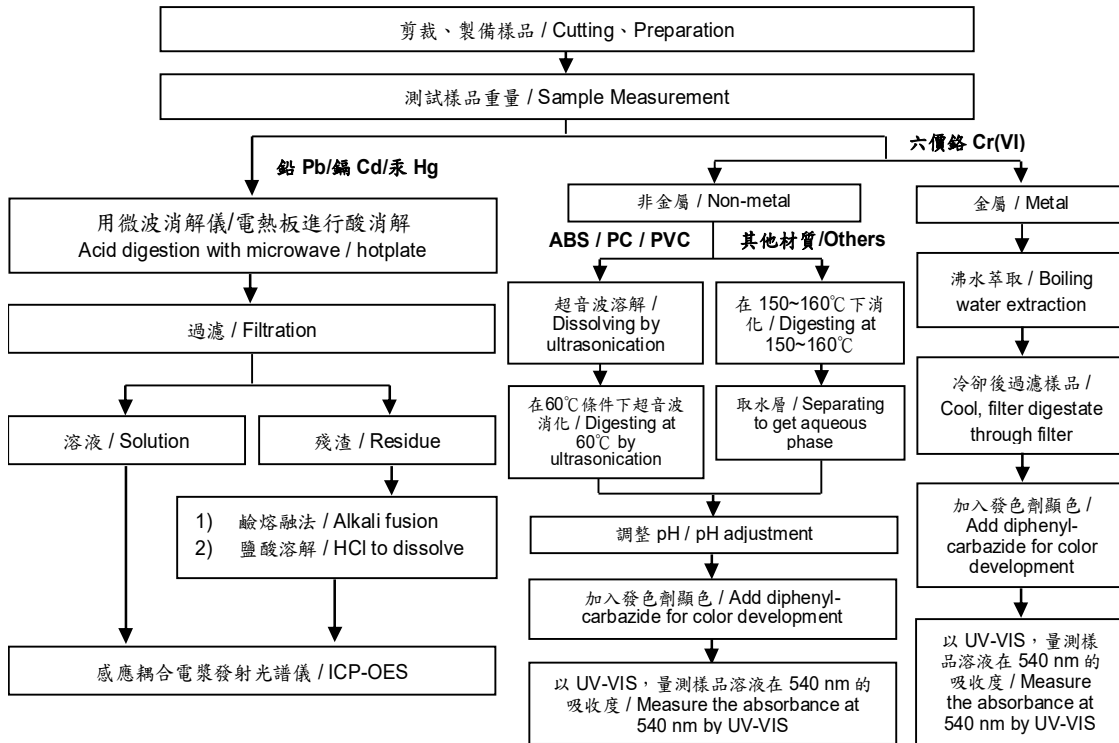 剪裁、製備樣品 / Cutting、Preparation
測試樣品重量 / Sample Measurement
鉛 Pb/鎘 Cd/汞 Hg
六價鉻 Cr(VI)
用微波消解儀/電熱板進行酸消解
Acid digestion with microwave / hotplate
過濾 / Filtration
溶液 / Solution
殘渣 / Residue
1) 鹼熔融法 / Alkali fusion
2) 鹽酸溶解 / HCl to dissolve
感應耦合電漿發射光譜儀 / ICP-OES
非金屬 / Non-metal
ABS / PC / PVC
其他材質/Others
超音波溶解 /
Dissolving by
ultrasonication
在60℃條件下超音波
消化 / Digesting at
60℃ by
ultrasonication
在 150~160℃下消
化 / Digesting at
150~160℃
取水層 / Separating
to get aqueous
phase
調整 pH / pH adjustment
加入發色劑顯色 / Add diphenyl-
carbazide for color development
以 UV-VIS，量測樣品溶液在 540 nm 的
吸收度 / Measure the absorbance at
540 nm by UV-VIS
金屬 / Metal
沸水萃取 / Boiling
water extraction
冷卻後過濾樣品 /
Cool, filter digestate
through filter
加入發色劑顯色 /
Add diphenyl-
carbazide for color
development
以 UV-VIS，量測樣
品溶液在 540 nm 的
吸收度 / Measure
the absorbance at
540 nm by UV-VIS